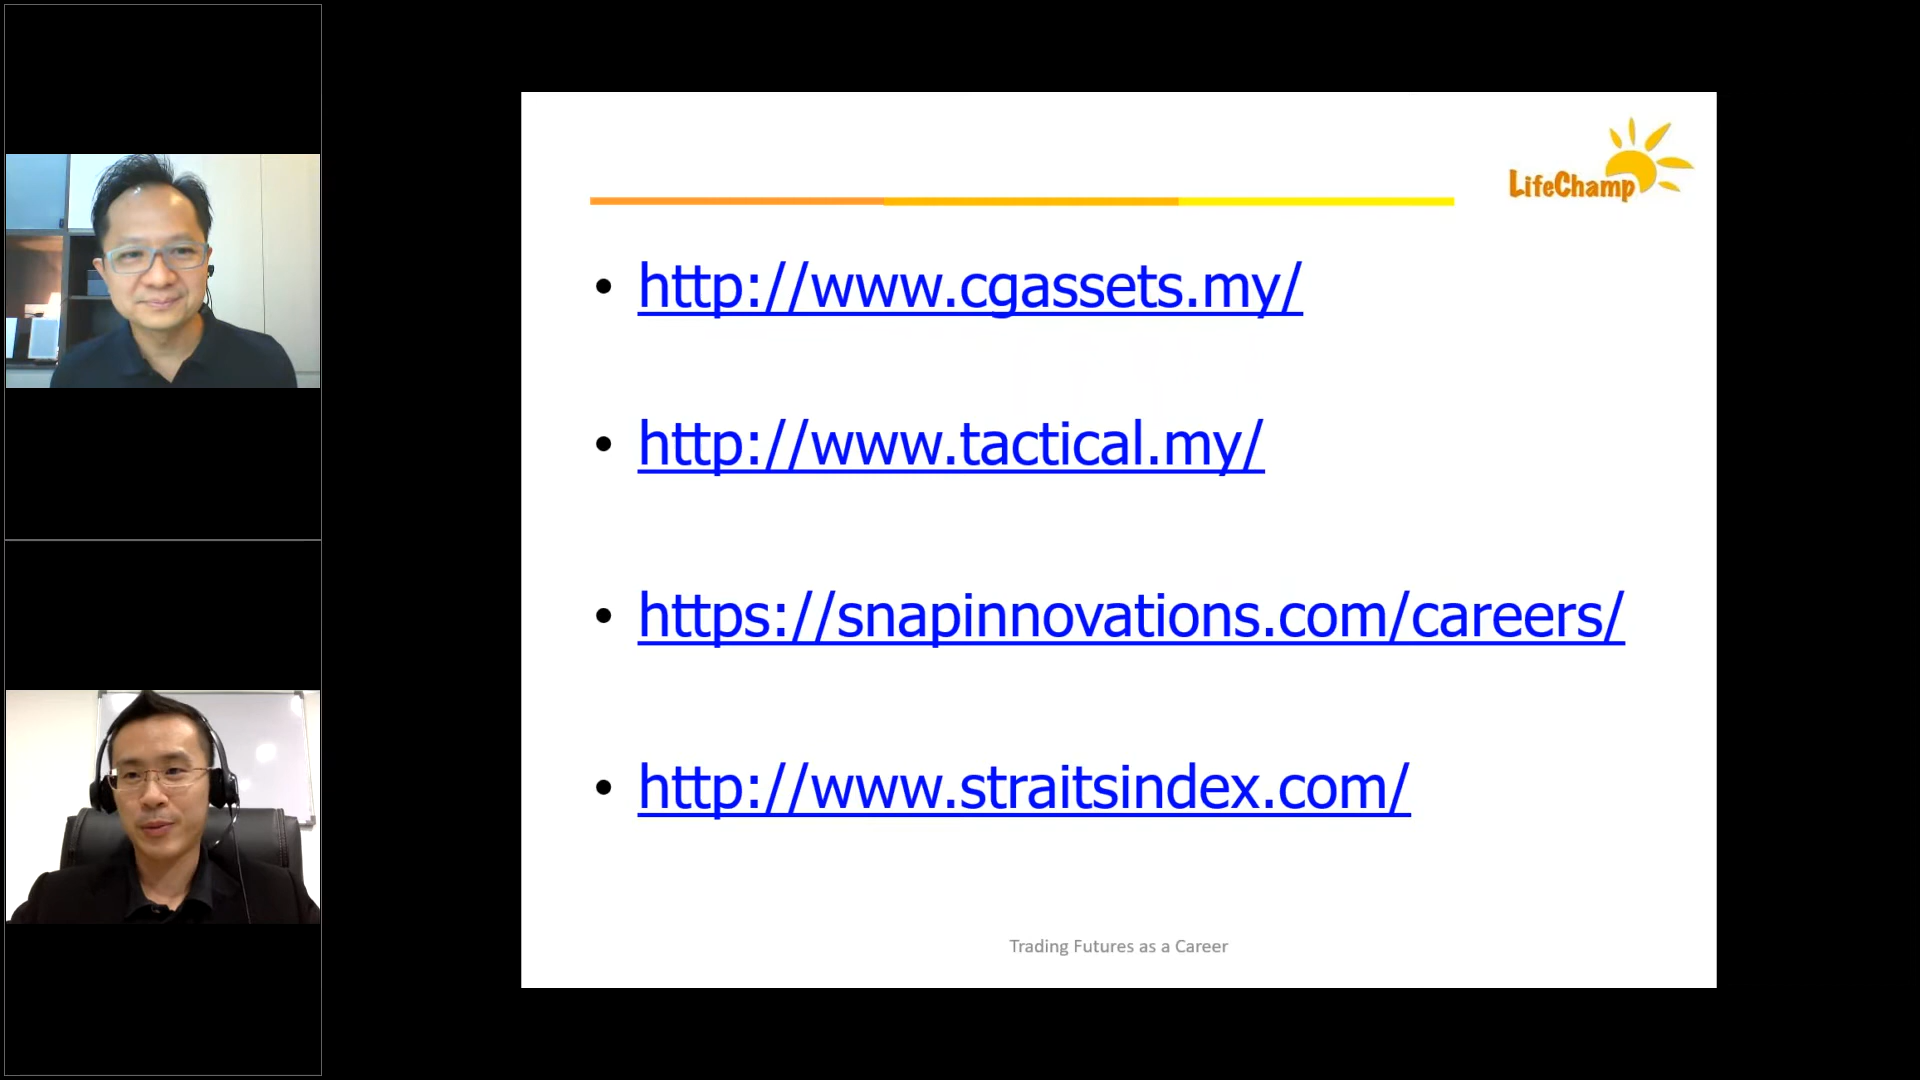 LifeChamp
http://www.cgassets.my/
http://www.tactical.my/
https://snapinnovations.com/careers/
http://www.straitsindex.com/
Trading Futures as a Career